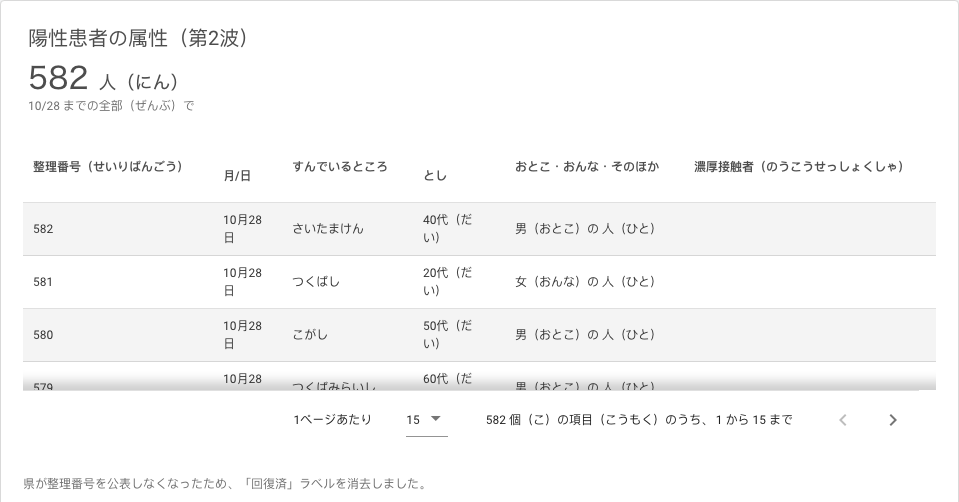 陽性患者の属性（第2波）
582 人（にん）
10/28 までの全部（ぜんぶ）で
整理番号（せいりばんごう） 月/日 すんでいるところ とし おとこ・おんな・そのほか 濃厚接触者（のうこうせっしょくしゃ）
582 10月28日 さいたまけん 40代（だい） 男（おとこ）の 人（ひと）
581 10月28日 つくばし 20代（だい） 女（おんな）の 人（ひと）
580 10月28日 こがし 50代（だい） 男（おとこ）の 人（ひと）
579 10月28 つくばみらいし 60代（だ 男（おとこ）の 人（ひと）
1ページあたり 15 582 個（こ）の項目（こうもく）のうち、1 から 15 まで
県が整理番号を公表しなくなったため、「回復済」ラベルを消去しました。